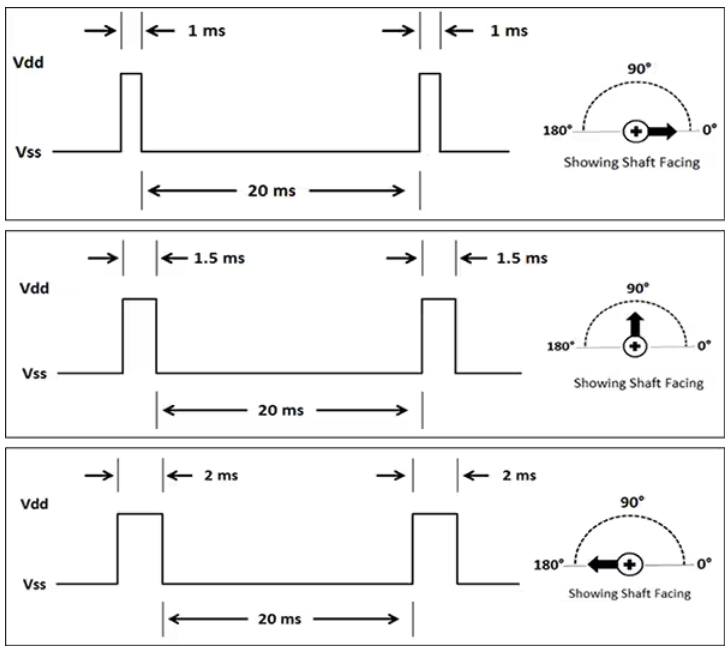 1 ms
1 ms
Vdd
90°
180°
0°
Vss
Showing Shaft Facing
20 ms
1.5 ms
1.5 ms
Vdd
90°
180°
0°
Vss
Showing Shaft Facing
20 ms
2 ms
2 ms
Vdd
90°
180°
0°
Vss
Showing Shaft Facing
20 ms